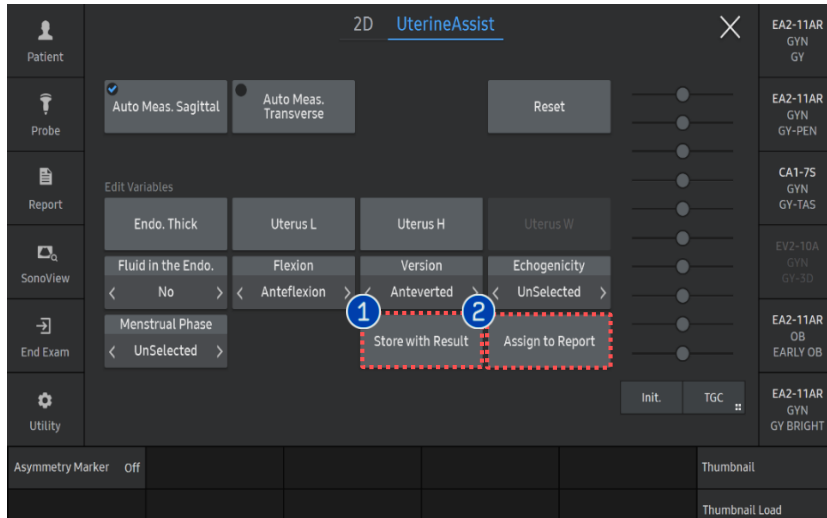 2D UterineAssist
Patient
Probe
Report
SonoView
End Exam
Utility
Auto Meas. Sagittal
Auto Meas.
Transverse
Reset
Edit Variables
Endo. Thick
Uterus L
Uterus H
Uterus W
Fluid in the Endo.
< No >
Flexion
< Anteflexion >
Version
< Anteverted >
Echogenicity
< UnSelected >
Menstrual Phase
< UnSelected >
1
Store with Result
2
Assign to Report
Init.
TGC
EA2-11AR
GYN
GY
EA2-11AR
GYN
GY-PEN
CA1-7S
GYN
GY-TAS
EV2-10A
GYN
GY-3D
EA2-11AR
OB
EARLY OB
EA2-11AR
GYN
GY BRIGHT
Asymmetry Marker Off
Thumbnail
Thumbnail Load